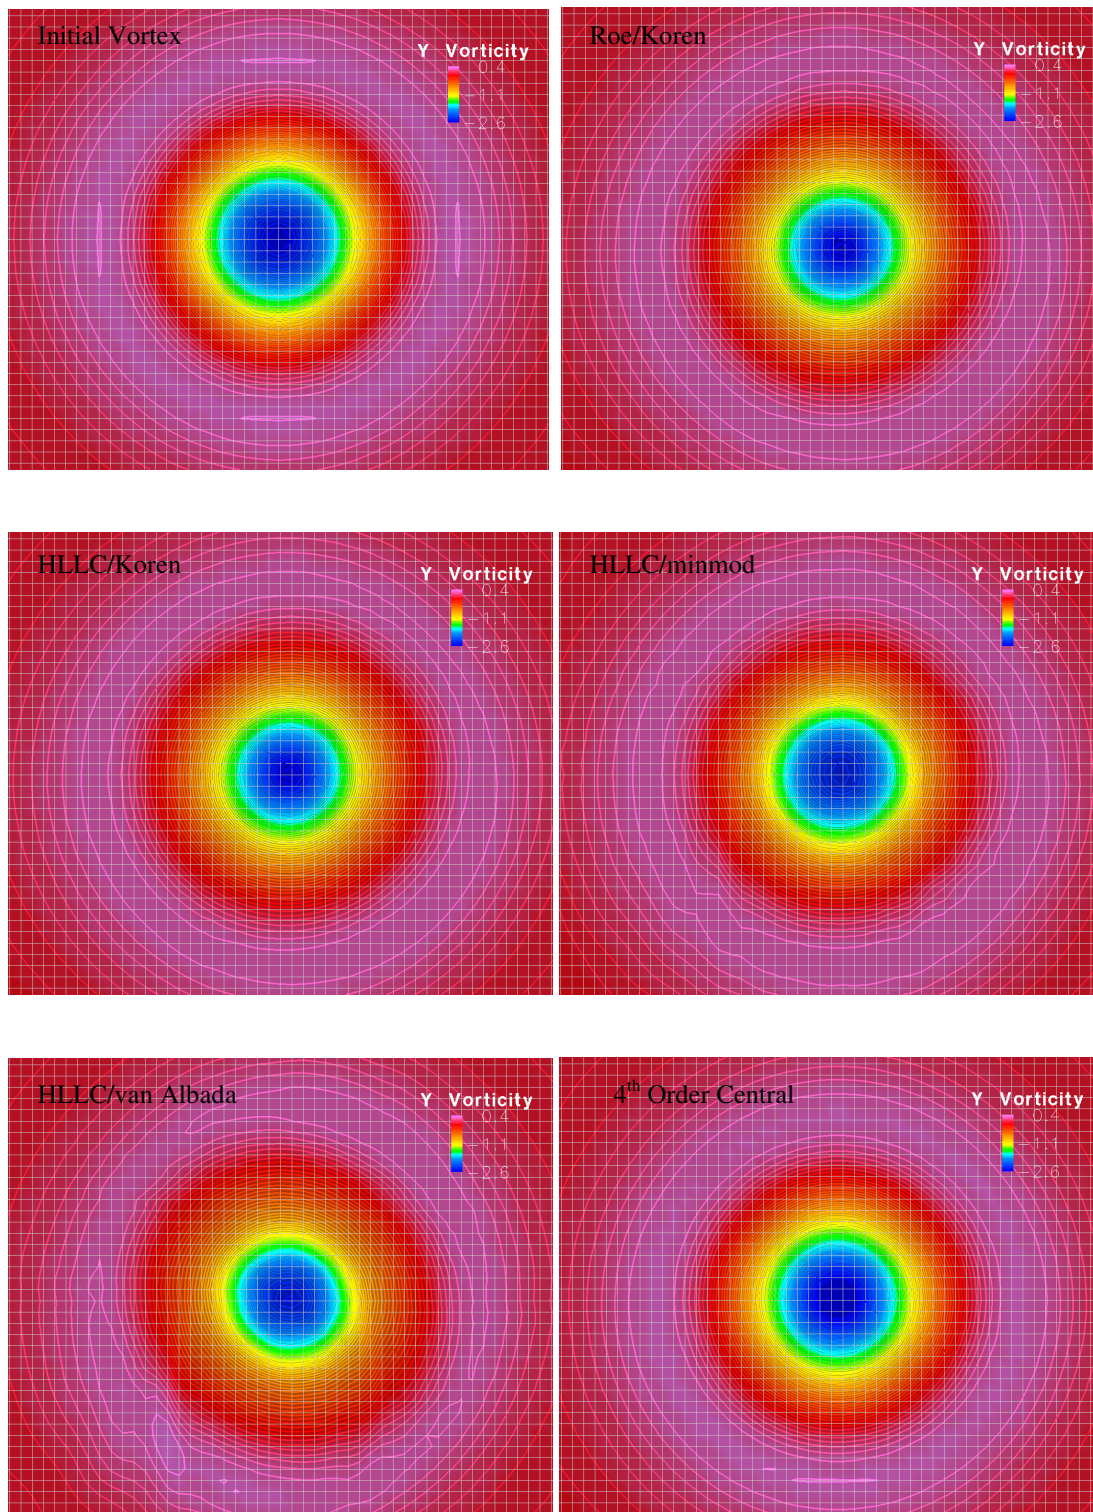 Initial Vortex
Y Vorticity
0.4
-1.1
-2.6
Roe/Koren
Y Vorticity
0.4
-1.1
-2.6
HLLC/Koren
Y Vorticity
0.4
-1.1
-2.6
HLLC/minmod
Y Vorticity
0.4
-1.1
-2.6
HLLC/van Albada
Y Vorticity
0.4
-1.1
-2.6
4th Order Central
Y Vorticity
0.4
-1.1
-2.6